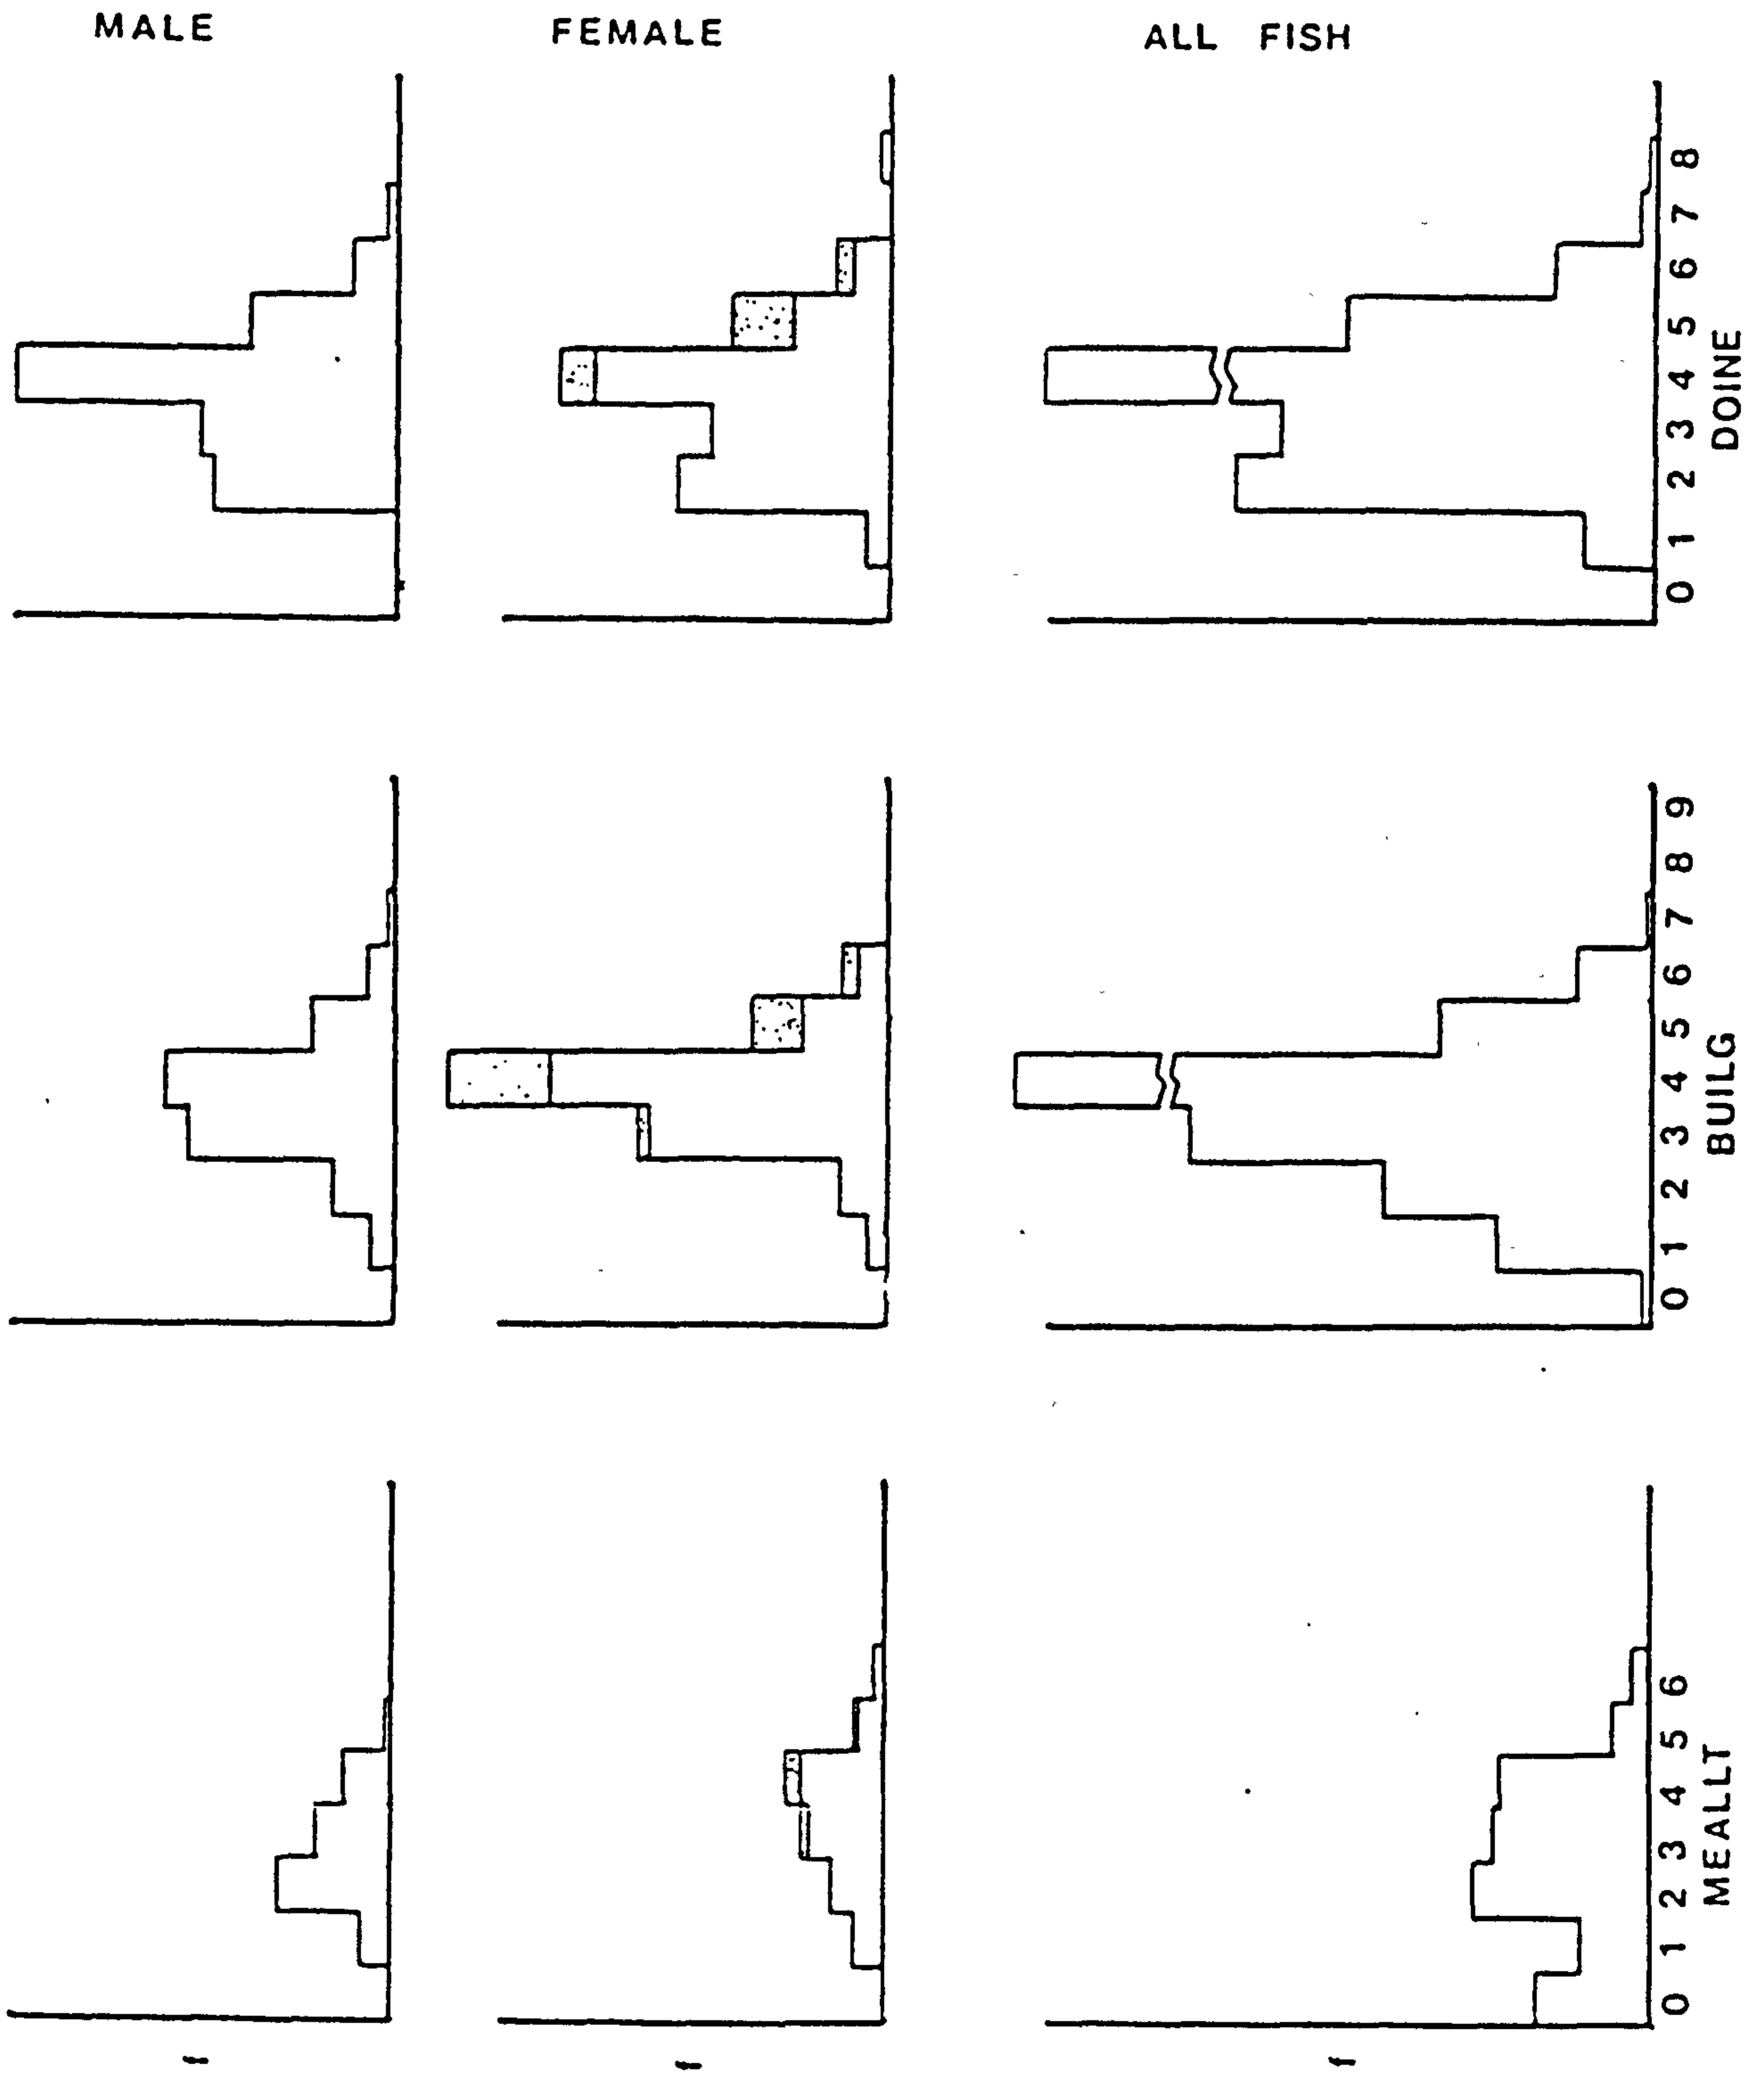 MALE
FEMALE
ALL FISH
f
f
f
0 1 2 3 4 5 6
MEALLT
0 1 2 3 4 5 6 7 8 9
BUILG
0 1 2 3 4 5 6 7 8
DOINE